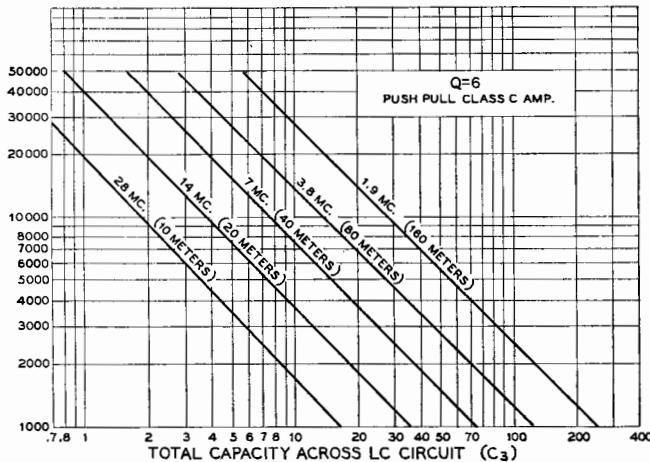 Q=6
PUSH PULL CLASS C AMP.
50000
40000
30000
20000
10000
8000
7000
6000
5000
4000
3000
2000
1000
28 MC. (10 METERS)
14 MC. (20 METERS)
7 MC. (40 METERS)
3.8 MC. (80 METERS)
1.9 MC. (160 METERS)
.7 .8 1 2 3 4 5 6 7 8 10 20 30 40 50 70 100 200 300 400
TOTAL CAPACITY ACROSS LC CIRCUIT (C3)